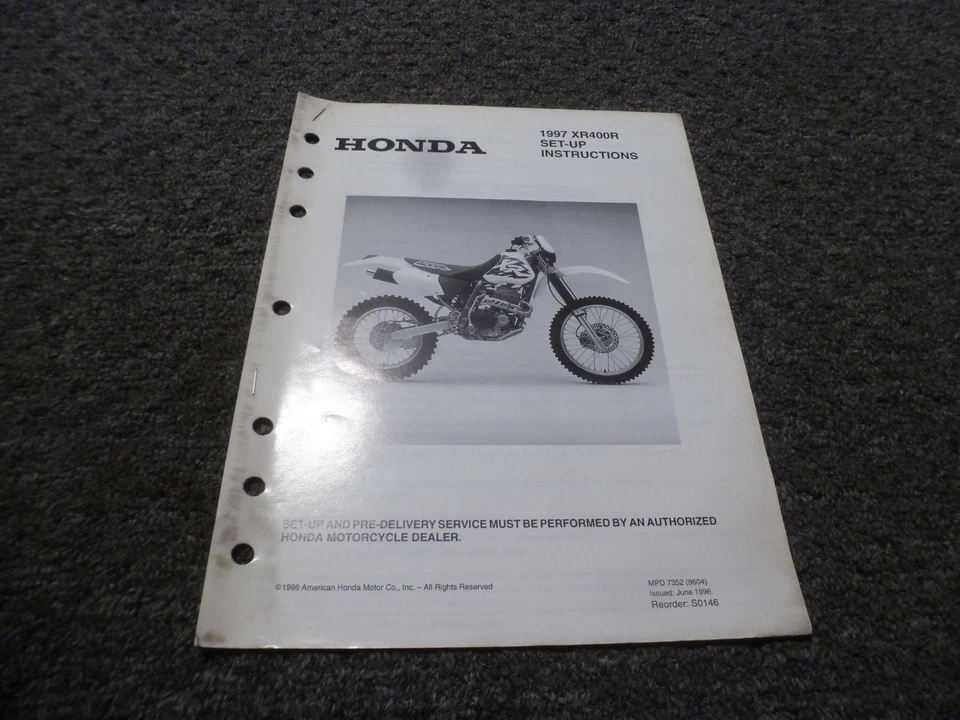 HONDA
1997 XR400R
SET-UP
INSTRUCTIONS
XR
SET-UP AND PRE-DELIVERY SERVICE MUST BE PERFORMED BY AN AUTHORIZED
HONDA MOTORCYCLE DEALER.
©1996 American Honda Motor Co., Inc. – All Rights Reserved
MPD 7352 (9604)
Issued: June 1996
Reorder: S0146